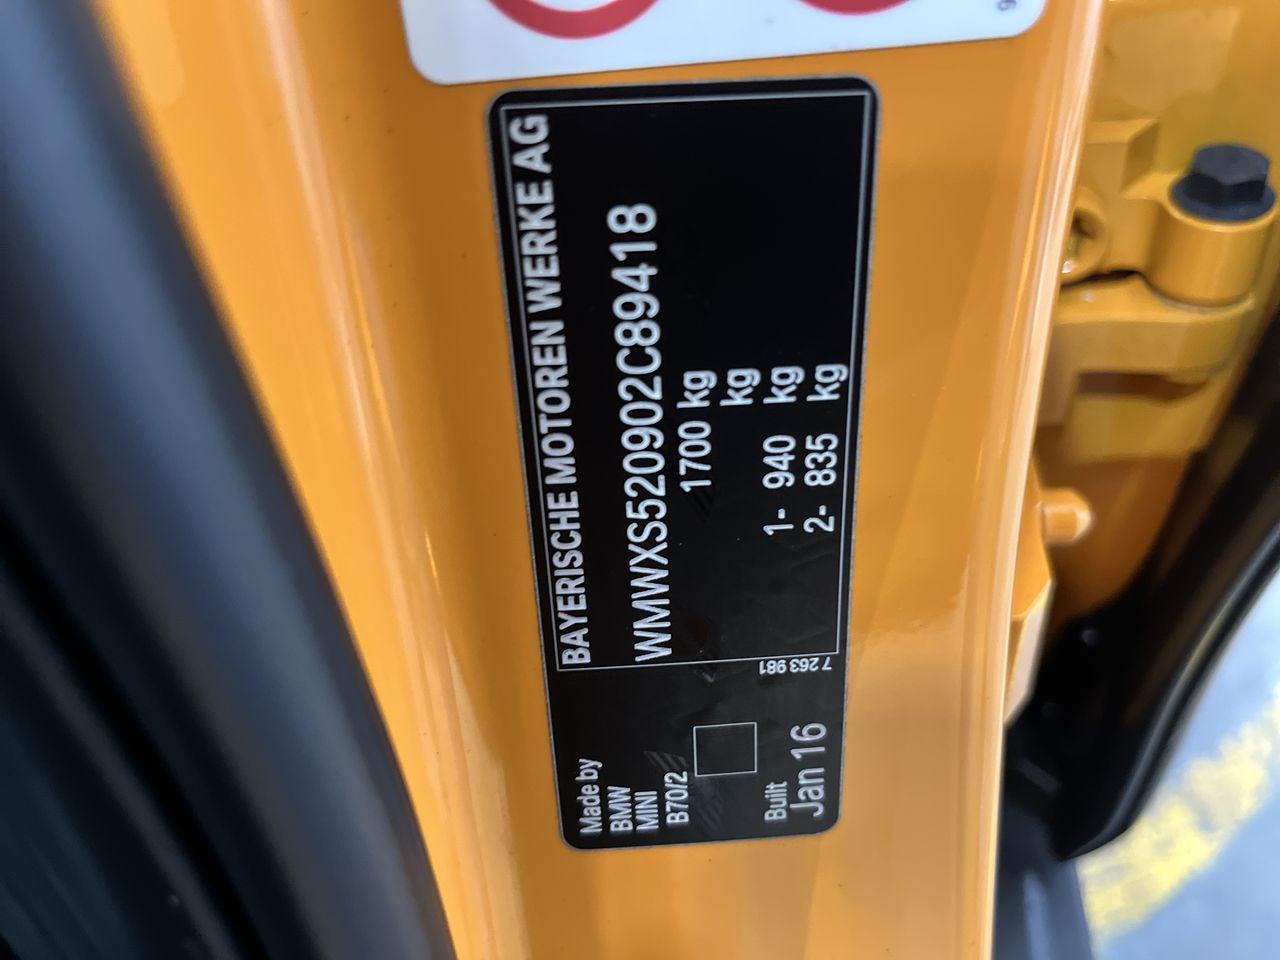 BAYERISCHE MOTOREN WERKE AG
WMWXS520902C89418
1700 kg
kg
1- 940 kg
2- 835 kg
7 263 981
Made by
BMW
MINI
B70/2
Built
Jan 16